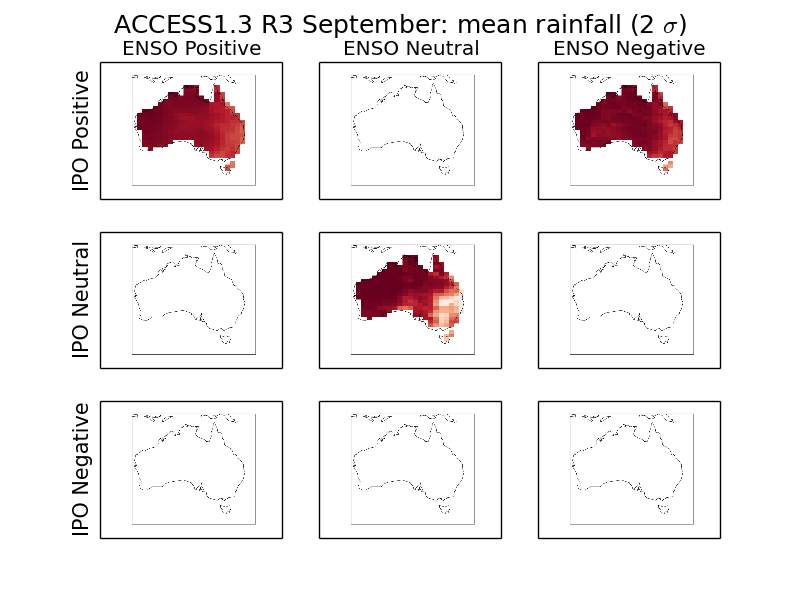 ACCESS1.3 R3 September: mean rainfall (2 σ)
ENSO Positive ENSO Neutral ENSO Negative
IPO Positive
IPO Neutral
IPO Negative